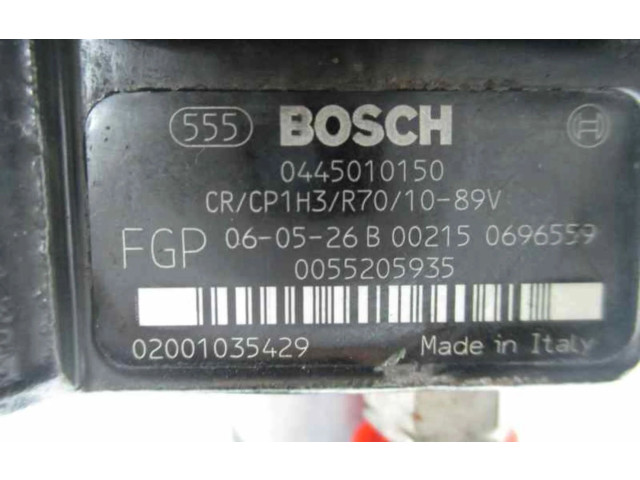 555 BOSCH
0445010150
CR/CP1H3/R70/10-89V
FGP 06-05-26 B 00215 0696559
0055205935
02001035429 Made in Italy